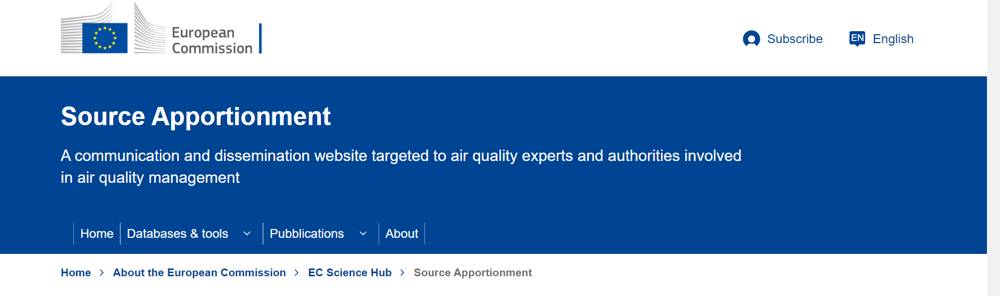 European
Commission
Subscribe
EN English
Source Apportionment
A communication and dissemination website targeted to air quality experts and authorities involved
in air quality management
Home Databases & tools Pubblications About
Home > About the European Commission > EC Science Hub > Source Apportionment